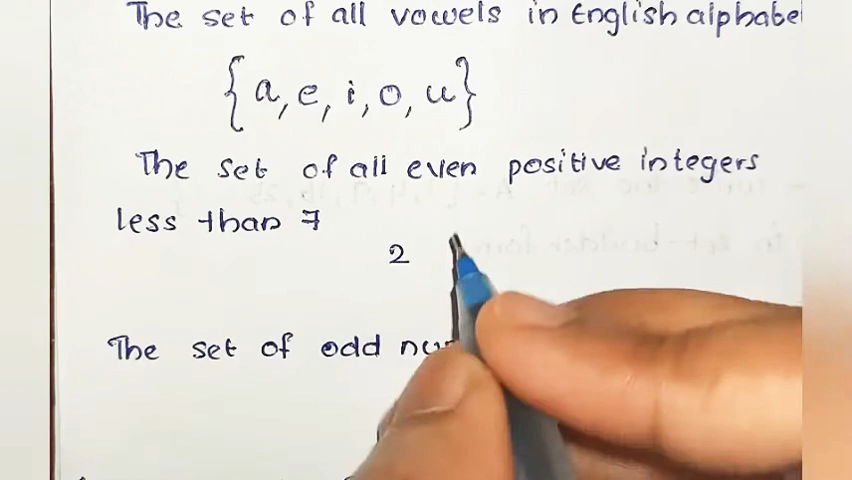 The set of all vowels in English alphabe
{a, e, i, o, u}
The set of all even positive integers
less than 7
2
The set of odd